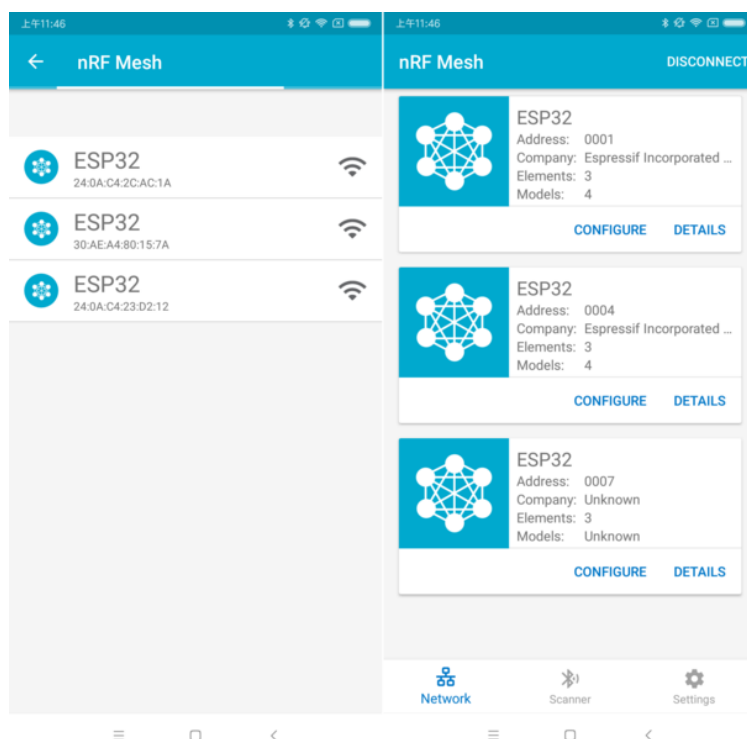 上午11:46
nRF Mesh
ESP32
24:0A:C4:2C:AC:1A
ESP32
30:AE:A4:80:15:7A
ESP32
24:0A:C4:23:D2:12
上午11:46
nRF Mesh DISCONNECT
ESP32
Address: 0001
Company: Espressif Incorporated ...
Elements: 3
Models: 4
CONFIGURE DETAILS
ESP32
Address: 0004
Company: Espressif Incorporated ...
Elements: 3
Models: 4
CONFIGURE DETAILS
ESP32
Address: 0007
Company: Unknown
Elements: 3
Models: Unknown
CONFIGURE DETAILS
Network Scanner Settings